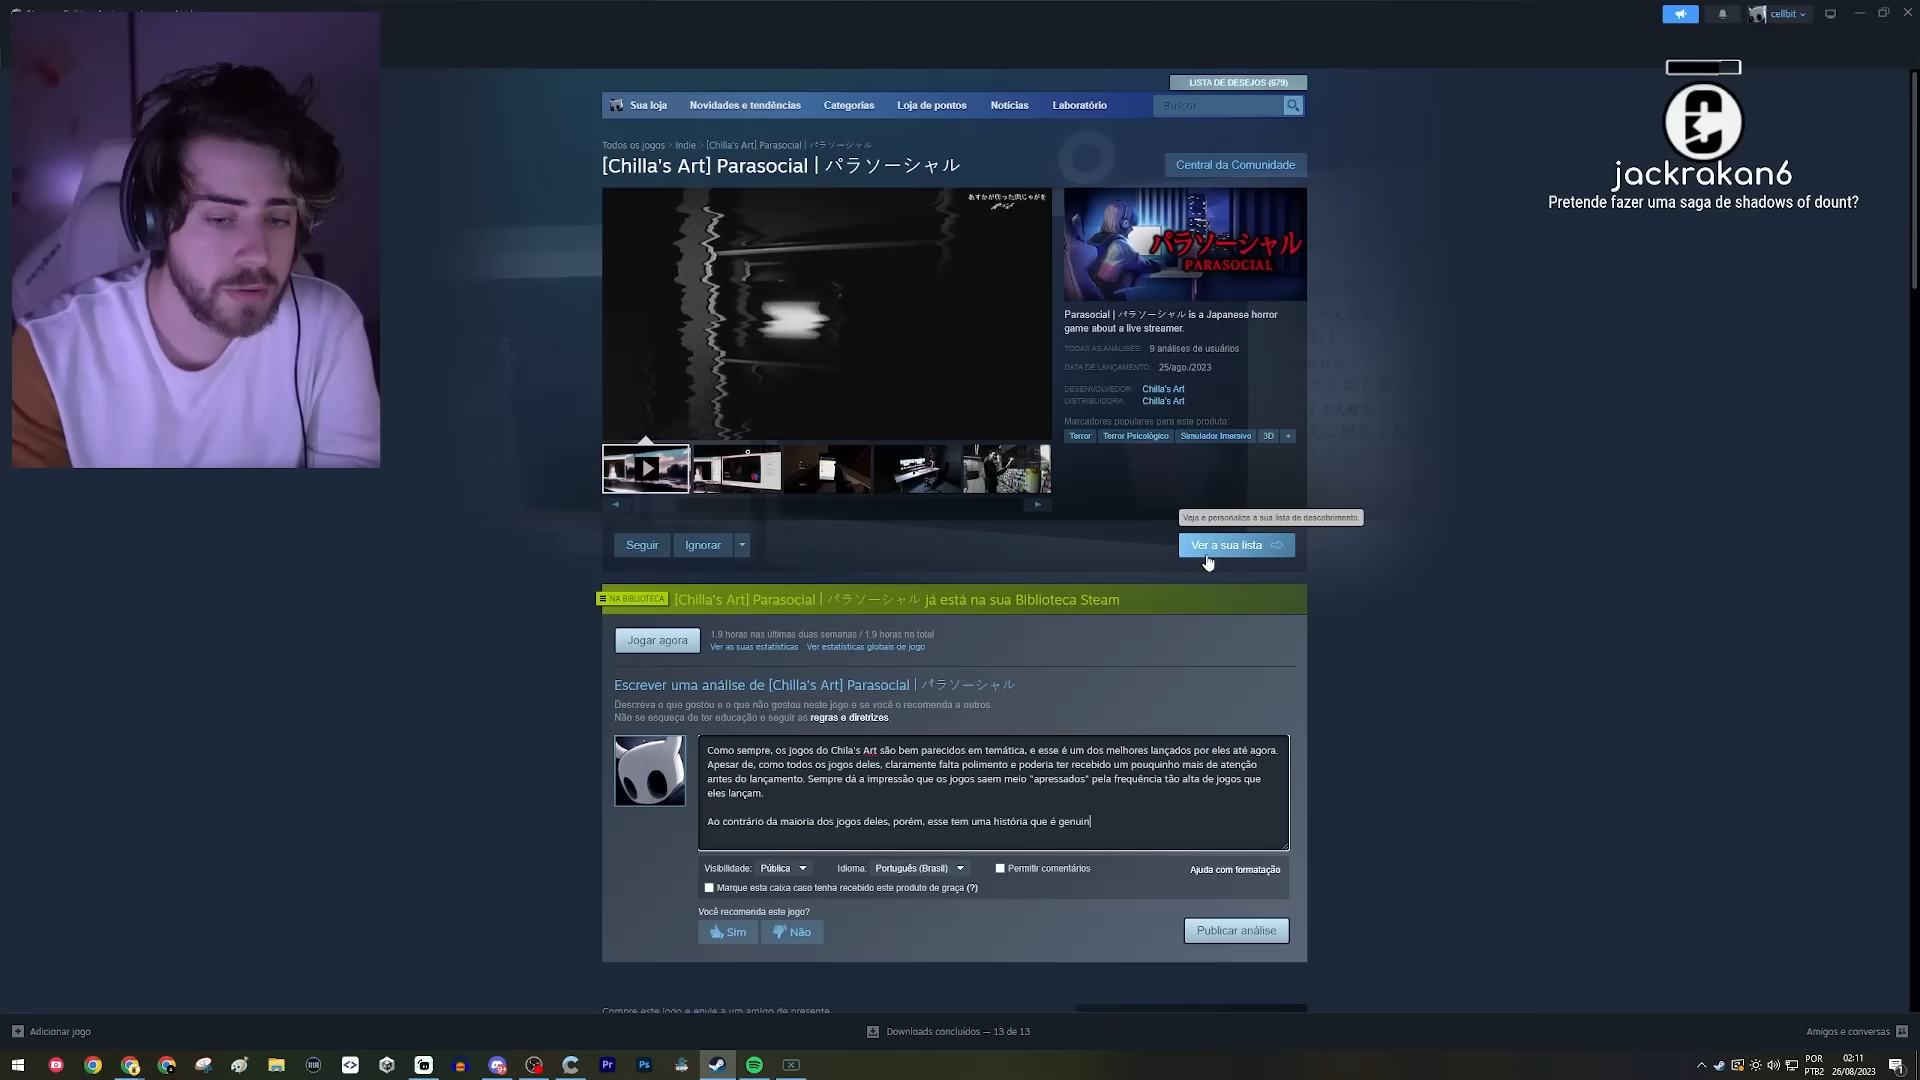 cellbit
LISTA DE DESEJOS (679)
Sua loja
Novidades e tendências
Categorias
Loja de pontos
Notícias
Laboratório
Buscar
Todos os jogos > Indie > [Chilla's Art] Parasocial | パラソーシャル
[Chilla's Art] Parasocial | パラソーシャル
Central da Comunidade
jackrakan6
Pretende fazer uma saga de shadows of dount?
パラソーシャル
PARASOCIAL
Parasocial | パラソーシャル is a Japanese horror
game about a live streamer.
TODAS AS ANÁLISES: 9 análises de usuários
DATA DE LANÇAMENTO: 25/ago./2023
DESENVOLVEDOR: Chilla's Art
DISTRIBUIDORA: Chilla's Art
Marcadores populares para este produto:
Terror
Terror Psicológico
Simulador Imersivo
3D
+
Veja e personalize a sua lista de descobrimento
Seguir
Ignorar
Ver a sua lista
NA BIBLIOTECA
[Chilla's Art] Parasocial | パラソーシャル já está na sua Biblioteca Steam
Jogar agora
1.9 horas nas últimas duas semanas / 1.9 horas no total
Ver as suas estatísticas Ver estatísticas globais de jogo
Escrever uma análise de [Chilla's Art] Parasocial | パラソーシャル
Descreva o que gostou e o que não gostou neste jogo e se você o recomenda a outros.
Não se esqueça de ter educação e seguir as regras e diretrizes
Como sempre, os jogos do Chila's Art são bem parecidos em temática, e esse é um dos melhores lançados por eles até agora.
Apesar de, como todos os jogos deles, claramente falta polimento e poderia ter recebido um pouquinho mais de atenção
antes do lançamento. Sempre dá a impressão que os jogos saem meio "apressados" pela frequência tão alta de jogos que
eles lançam.
Ao contrário da maioria dos jogos deles, porém, esse tem uma história que é genuin
Visibilidade: Pública
Idioma: Português (Brasil)
Permitir comentários
Ajuda com formatação
Marque esta caixa caso tenha recebido este produto de graça (?)
Você recomenda este jogo?
Sim
Não
Publicar análise
Compre este jogo e envie a um amigo de presente
Adicionar jogo
Downloads concluídos — 13 de 13
Amigos e conversas
Pr
Ps
POR
PTB2
02:11
26/08/2023